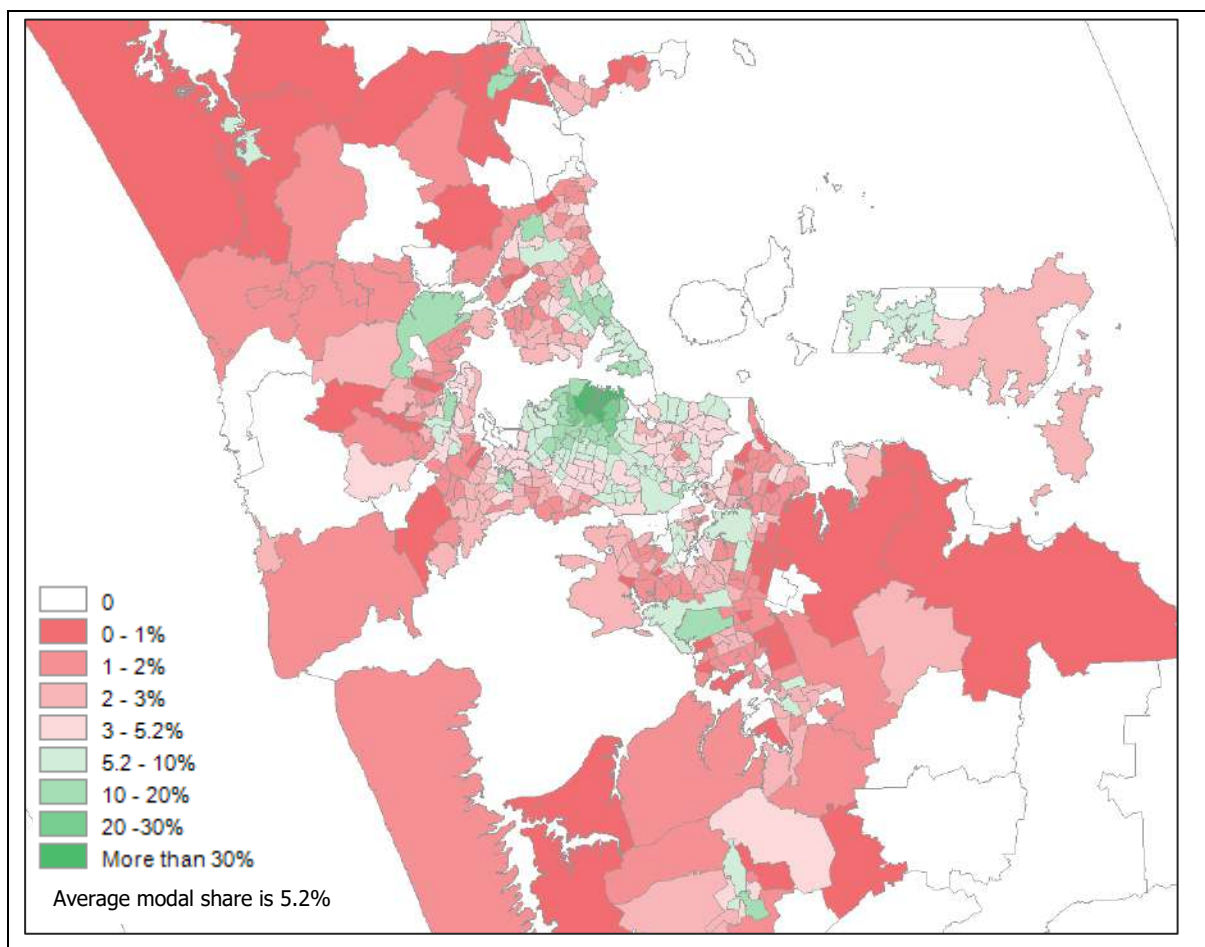 0
0 - 1%
1 - 2%
2 - 3%
3 - 5.2%
5.2 - 10%
10 - 20%
20 -30%
More than 30%
Average modal share is 5.2%